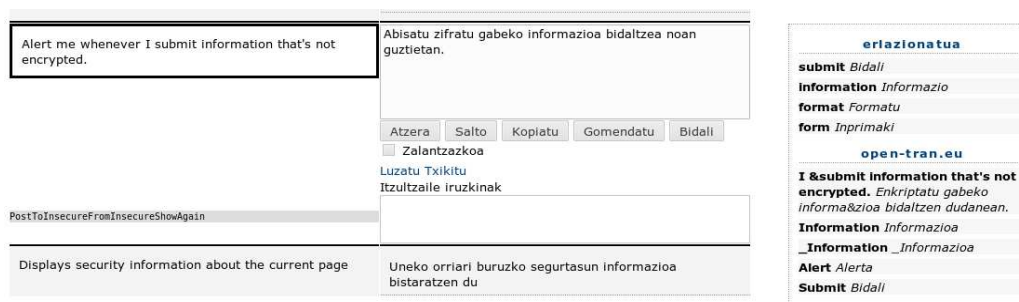 Alert me whenever I submit information that's not
encrypted.
Abisatu zifratu gabeko informazioa bidaltzea noan
guztietan.
Atzera Salto Kopiatu Gomendatu Bidali
Zalantzazkoa
Luzatu Txikitu
Itzultzaile iruzkinak
PostToInsecureFromInsecureShowAgain
Displays security information about the current page
Uneko orriari buruzko segurtasun informazioa
bistaratzen du
erlazionatua
submit Bidali
information Informazio
format Formatu
form Inprimaki
open-tran.eu
I &submit information that's not
encrypted. Enkriptatu gabeko
informa&zioa bidaltzen dudanean.
Information Informazioa
_Information _Informazioa
Alert Alerta
Submit Bidali